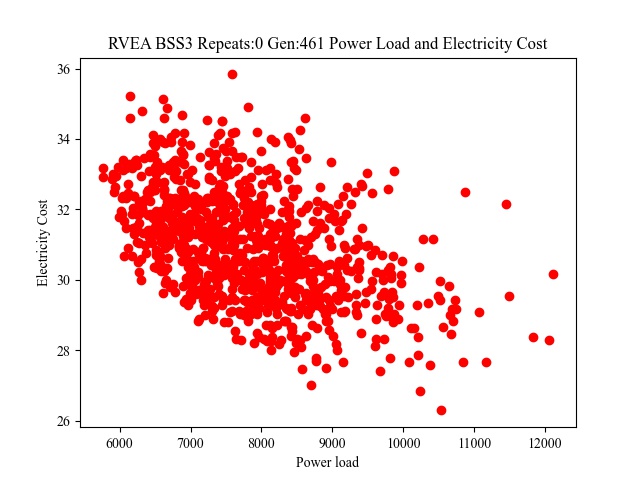 RVEA BSS3 Repeats:0 Gen:461 Power Load and Electricity Cost
36
34
32
30
28
26
Electricity Cost
6000 7000 8000 9000 10000 11000 12000
Power load